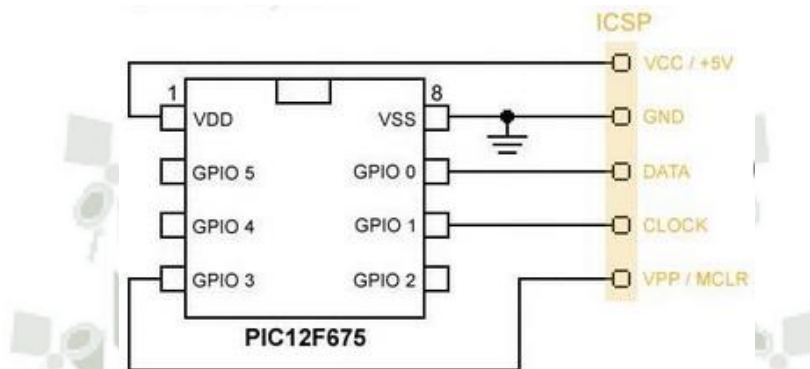 ICSP
VCC / +5V
1
8
VDD
VSS
GND
GPIO 5
GPIO 0
DATA
GPIO 4
GPIO 1
CLOCK
GPIO 3
GPIO 2
VPP / MCLR
PIC12F675